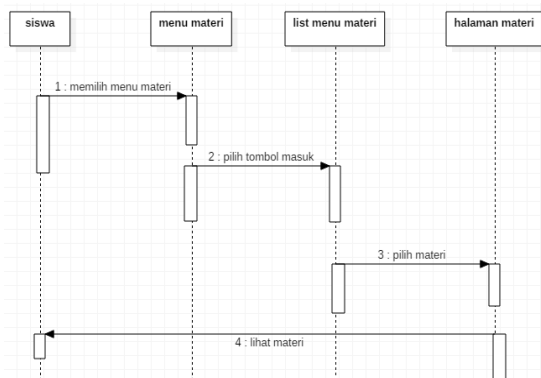 siswa
menu materi
list menu materi
halaman materi
1 : memilih menu materi
2 : pilih tombol masuk
3 : pilih materi
4 : lihat materi